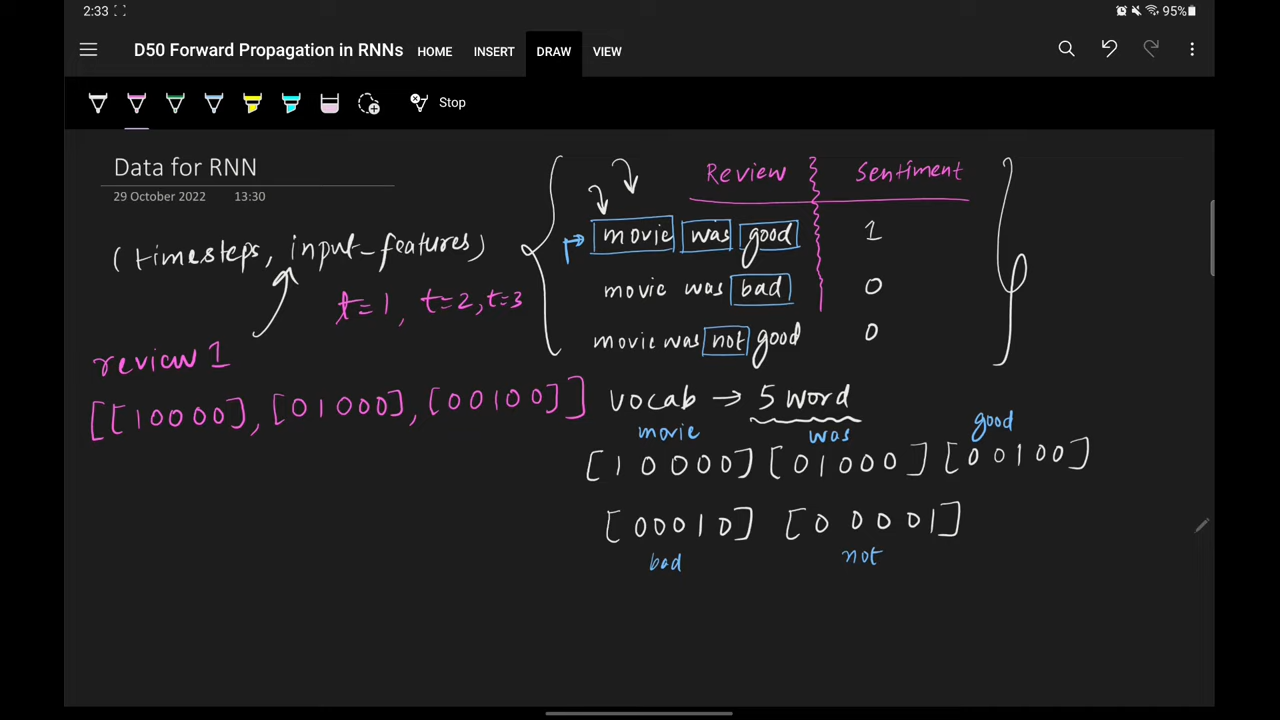 2:33 95%
D50 Forward Propagation in RNNs HOME INSERT DRAW VIEW
Stop
Data for RNN
29 October 2022 13:30
Review Sentiment
movie was good 1
(timesteps, input_features)
movie was bad 0
t=1, t=2, t=3
movie was not good 0
review 1
[[10000], [01000], [00100]]
vocab → 5 word
movie was good
[10000] [01000] [00100]
[00010] [00001]
bad not